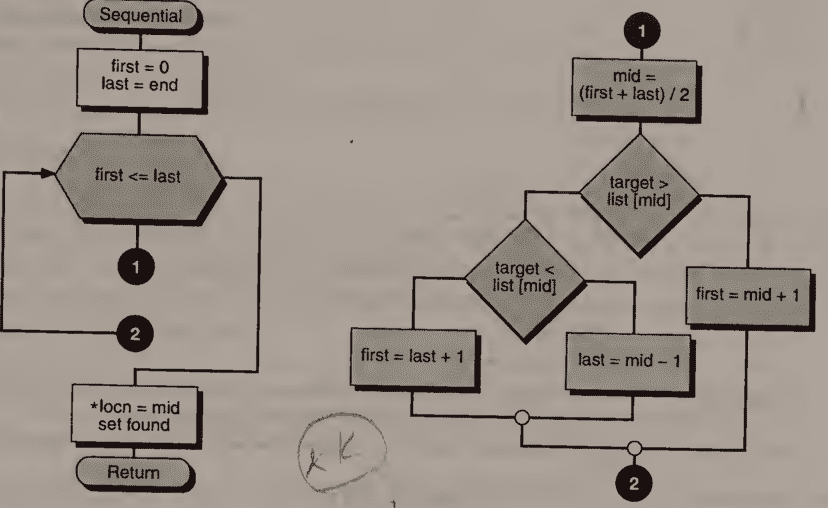 Sequential
first = 0
last = end
first <= last
1
2
*locn = mid
set found
Return
1
mid =
(first + last) / 2
target >
list [mid]
target <
list [mid]
first = mid + 1
first = last + 1
last = mid – 1
2